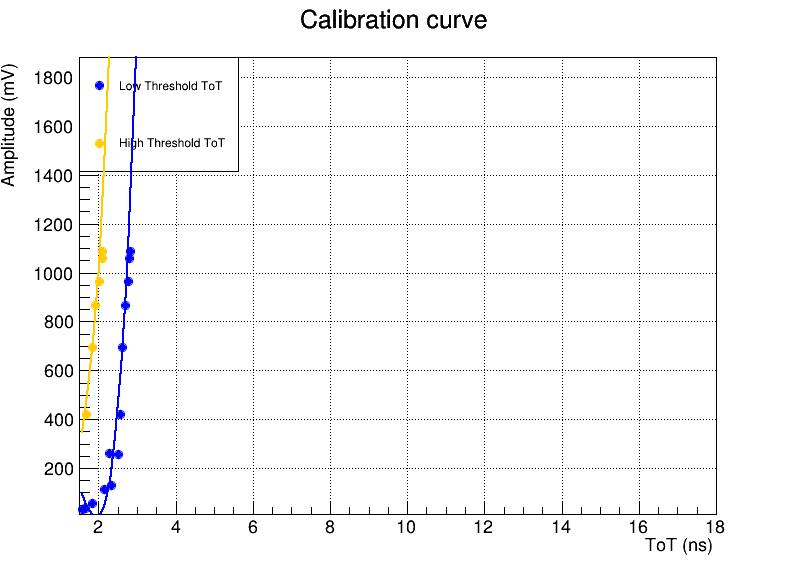 Calibration curve
Amplitude (mV)
1800
1600
1400
1200
1000
800
600
400
200
Low Threshold ToT
High Threshold ToT
2 4 6 8 10 12 14 16 18
ToT (ns)